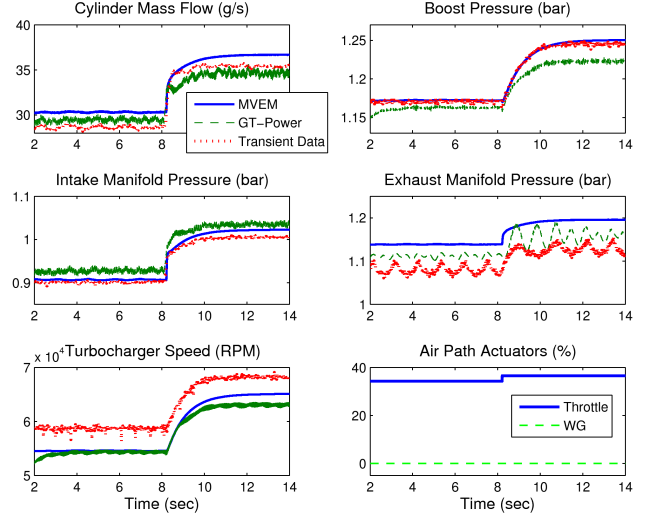 Cylinder Mass Flow (g/s)
40
35
30
2 4 6 8 10 12 14
MVEM
GT−Power
Transient Data
Boost Pressure (bar)
1.25
1.2
1.15
2 4 6 8 10 12 14
Intake Manifold Pressure (bar)
1.1
1
0.9
2 4 6 8 10 12 14
Exhaust Manifold Pressure (bar)
1.2
1.1
1
2 4 6 8 10 12 14
Turbocharger Speed (RPM)
x 10⁴
7
6
5
2 4 6 8 10 12 14
Time (sec)
Air Path Actuators (%)
40
20
0
Throttle
WG
2 4 6 8 10 12 14
Time (sec)